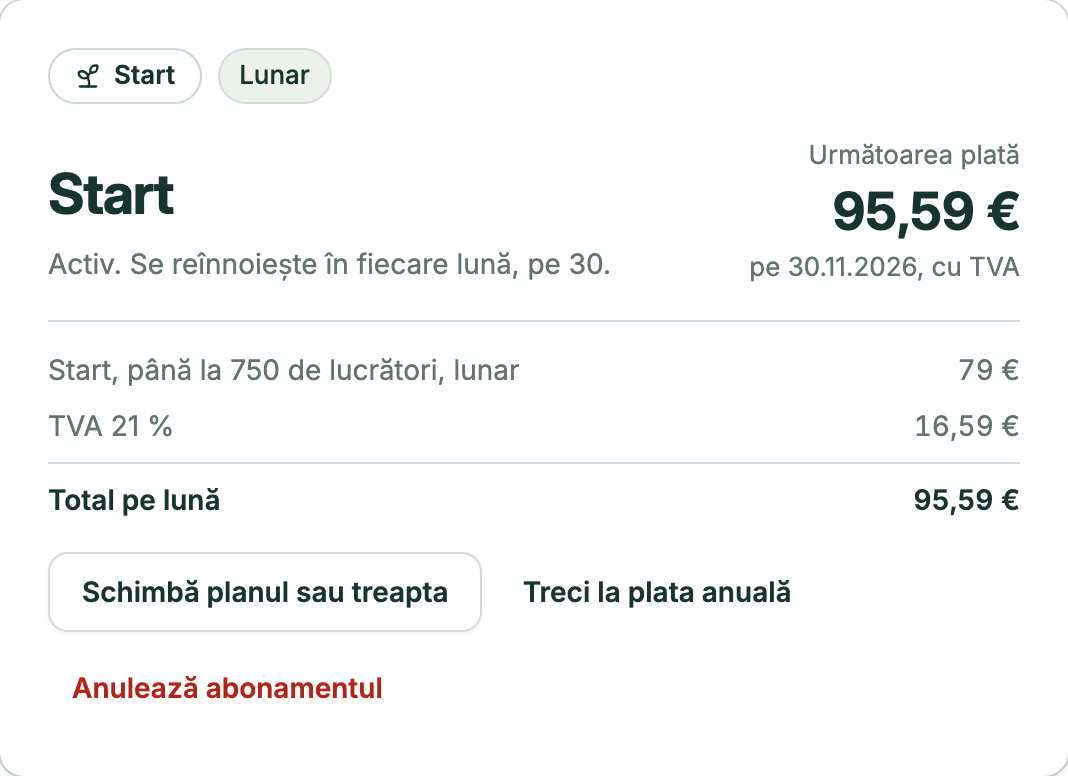 Start
Lunar
Start
Activ. Se reînnoiește în fiecare lună, pe 30.
Următoarea plată
95,59 €
pe 30.11.2026, cu TVA
Start, până la 750 de lucrători, lunar
79 €
TVA 21 %
16,59 €
Total pe lună
95,59 €
Schimbă planul sau treapta
Treci la plata anuală
Anulează abonamentul